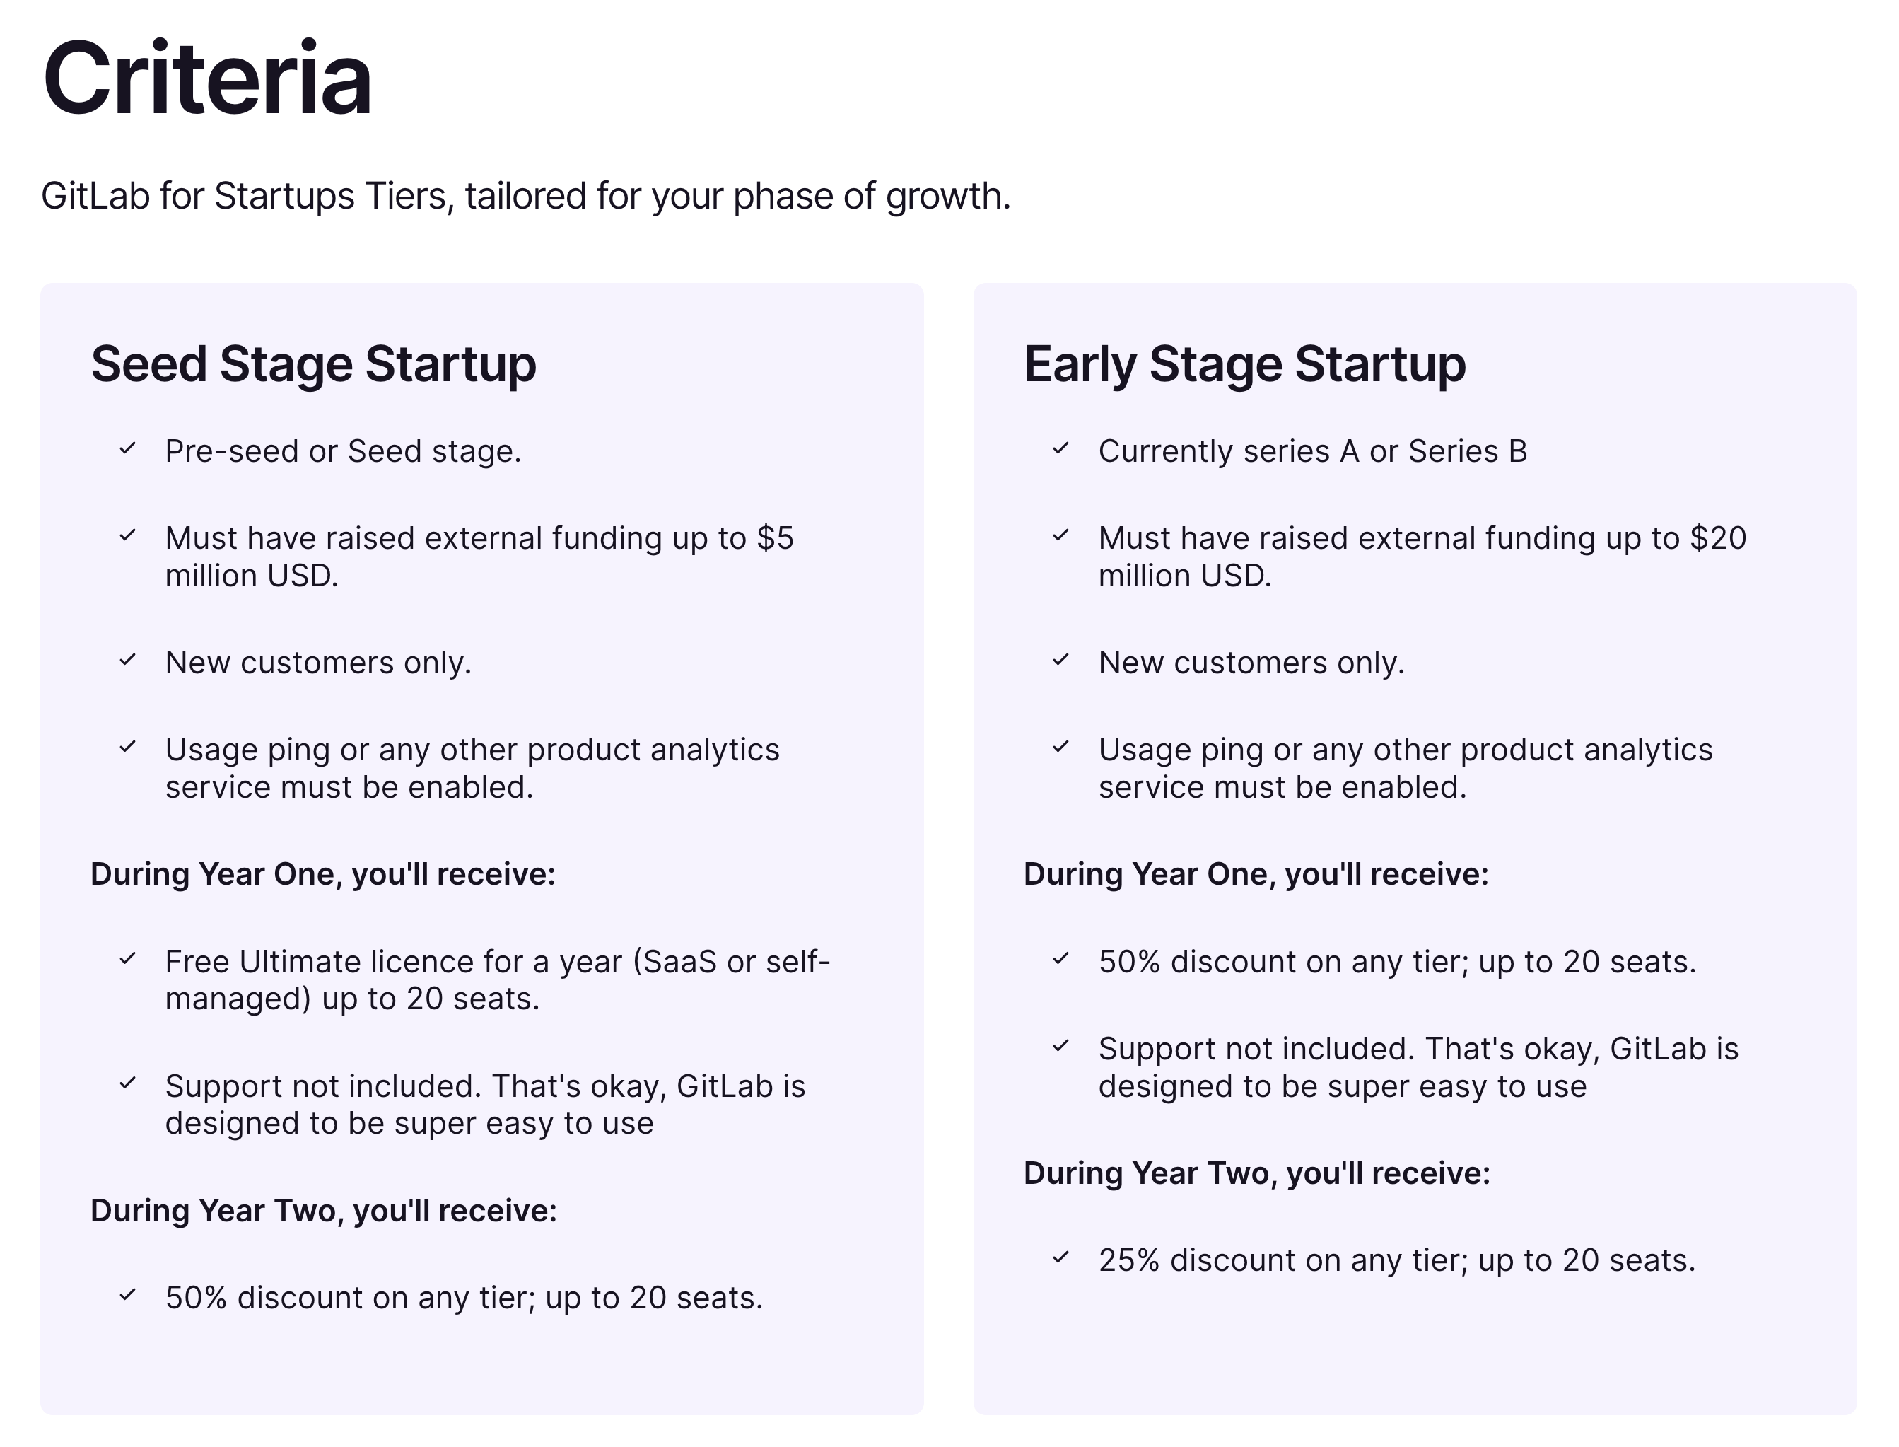 Criteria
GitLab for Startups Tiers, tailored for your phase of growth.
Seed Stage Startup
Pre-seed or Seed stage.
Must have raised external funding up to $5
million USD.
New customers only.
Usage ping or any other product analytics
service must be enabled.
During Year One, you'll receive:
Free Ultimate licence for a year (SaaS or self-
managed) up to 20 seats.
Support not included. That's okay, GitLab is
designed to be super easy to use
During Year Two, you'll receive:
50% discount on any tier; up to 20 seats.
Early Stage Startup
Currently series A or Series B
Must have raised external funding up to $20
million USD.
New customers only.
Usage ping or any other product analytics
service must be enabled.
During Year One, you'll receive:
50% discount on any tier; up to 20 seats.
Support not included. That's okay, GitLab is
designed to be super easy to use
During Year Two, you'll receive:
25% discount on any tier; up to 20 seats.